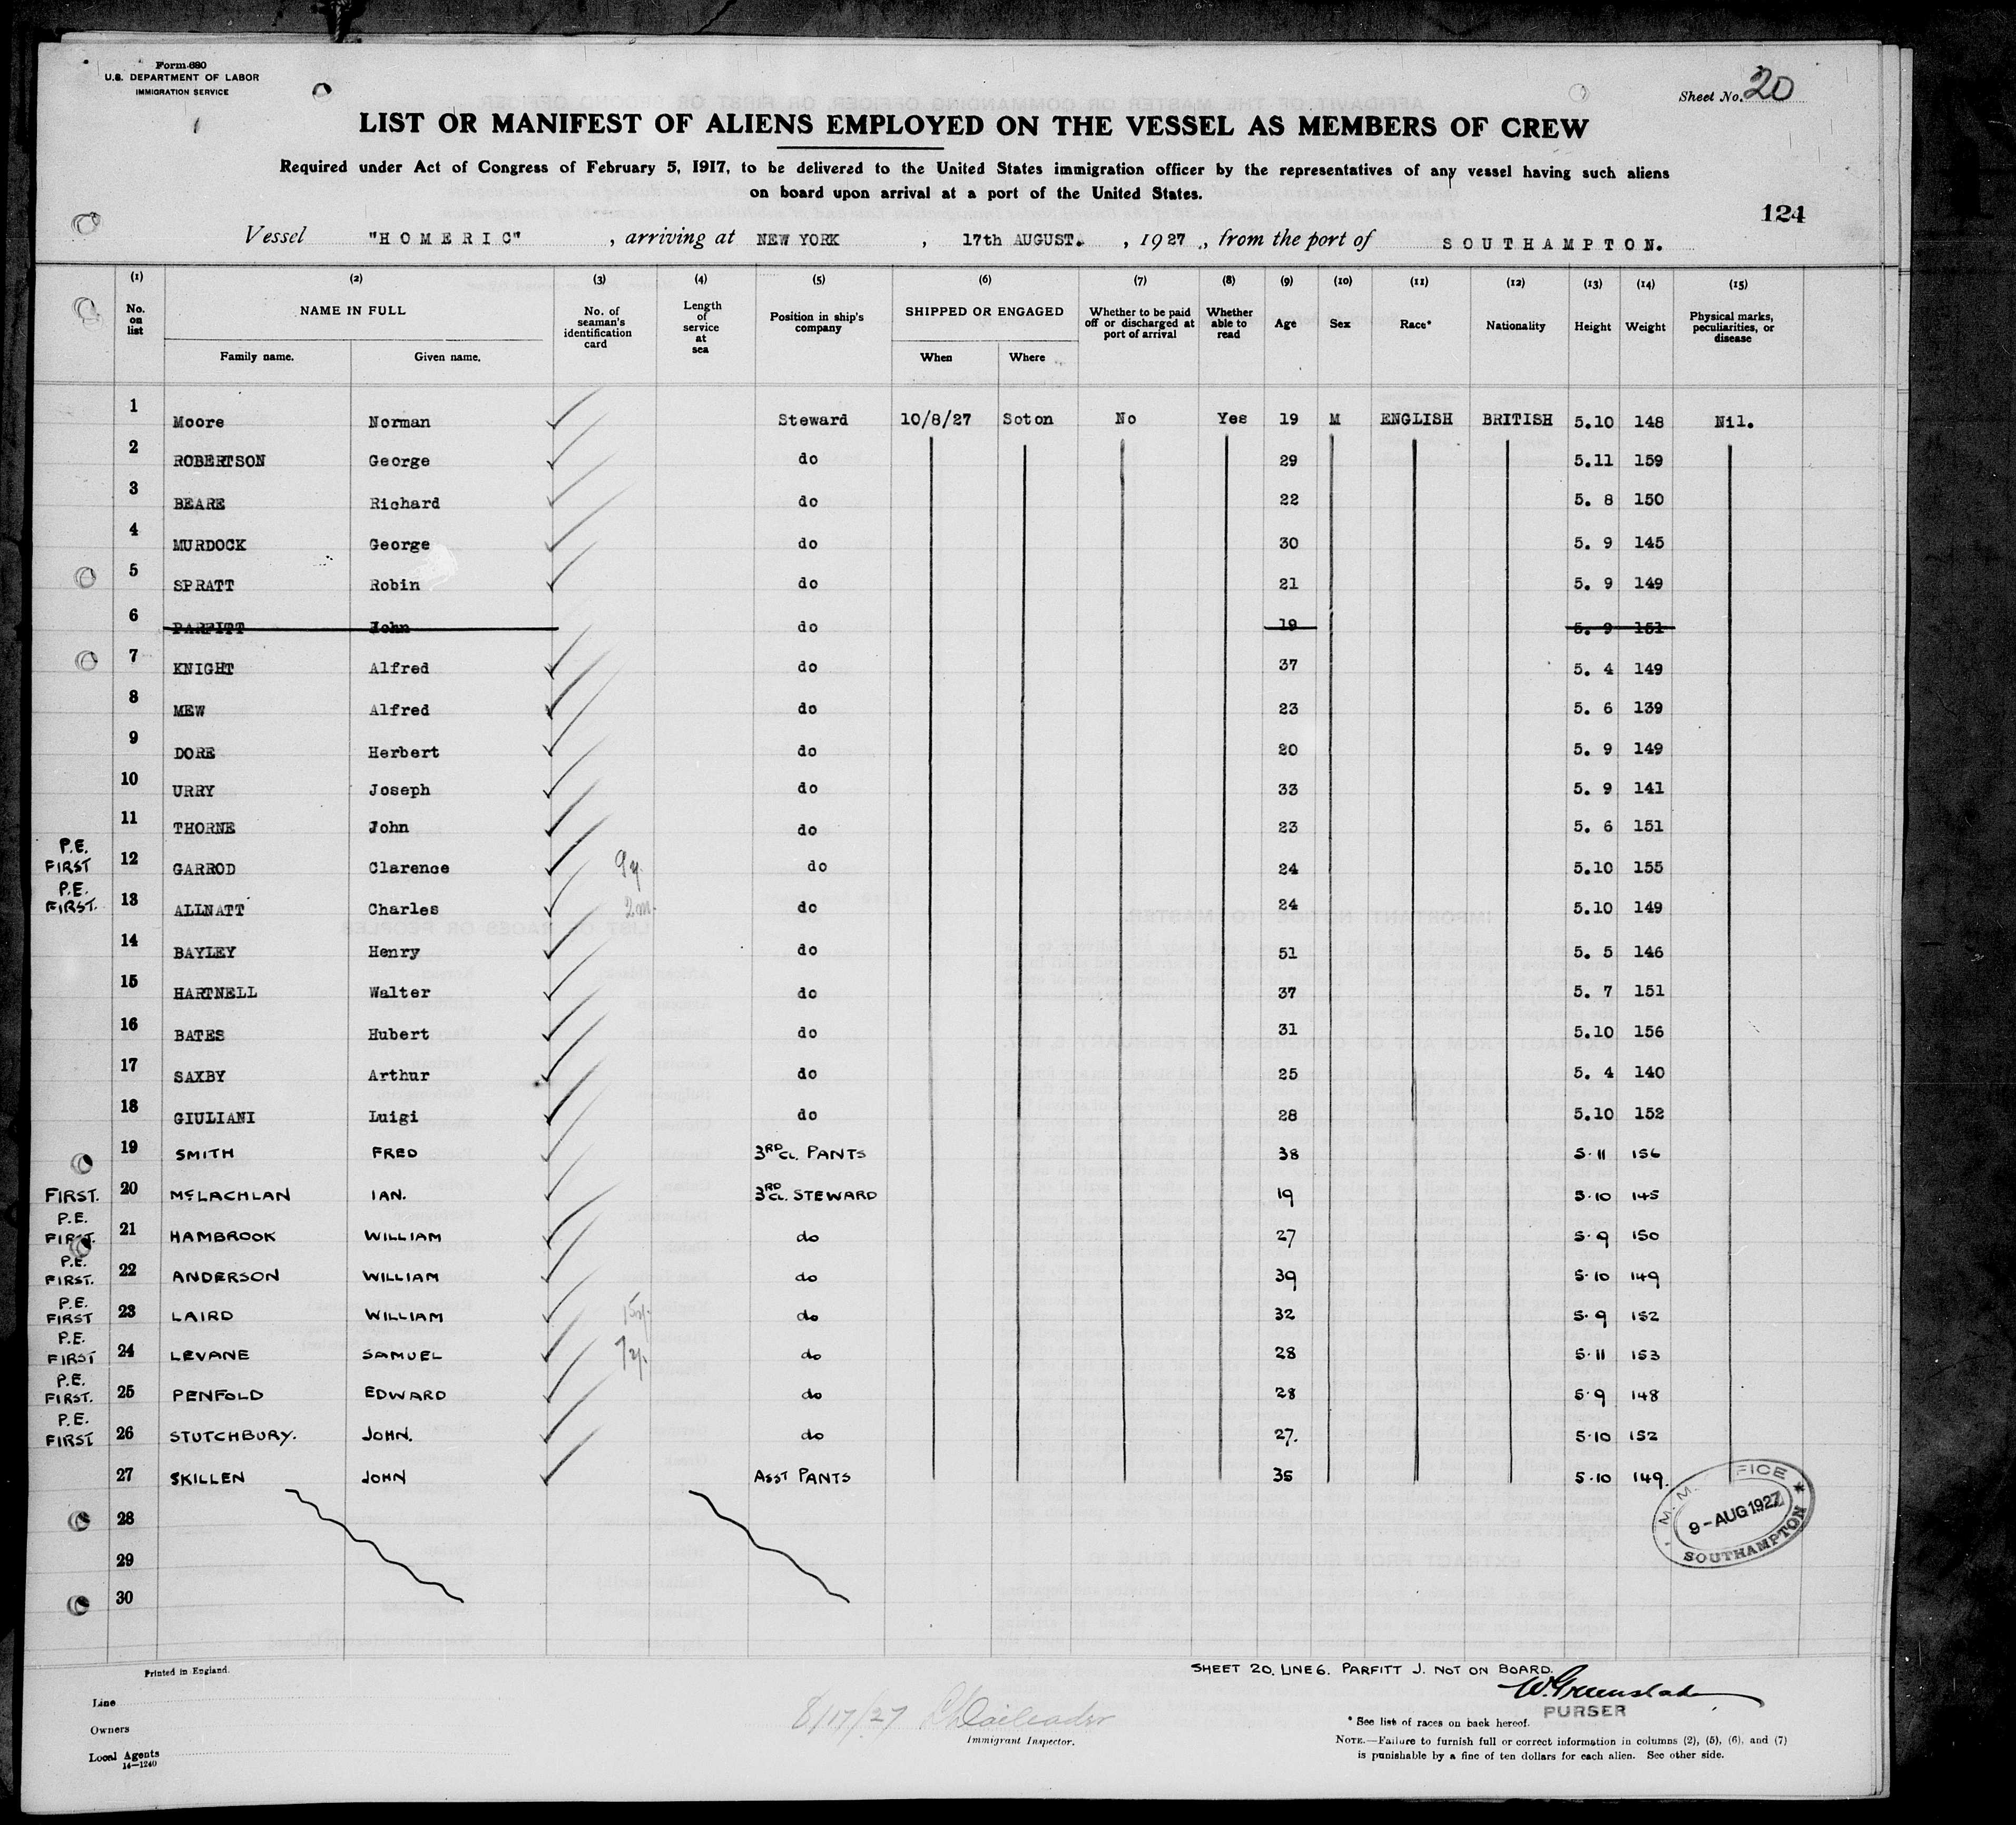 Form 680
U.S. DEPARTMENT OF LABOR
IMMIGRATION SERVICE
Sheet No. 20
LIST OR MANIFEST OF ALIENS EMPLOYED ON THE VESSEL AS MEMBERS OF CREW
Required under Act of Congress of February 5, 1917, to be delivered to the United States immigration officer by the representatives of any vessel having such aliens
on board upon arrival at a port of the United States.
124
Vessel "HOMERIC", arriving at NEW YORK, 17th AUGUST., 1927, from the port of SOUTHAMPTON.
(1) (2) (3) (4) (5) (6) (7) (8) (9) (10) (11) (12) (13) (14) (15)
No. on list NAME IN FULL No. of seaman's identification card Length of service at sea Position in ship's company SHIPPED OR ENGAGED Whether to be paid off or discharged at port of arrival Whether able to read Age Sex Race* Nationality Height Weight Physical marks, peculiarities, or disease
Family name. Given name. When Where
1 Moore Norman Steward 10/8/27 Soton No Yes 19 M ENGLISH BRITISH 5.10 148 Nil.
2 ROBERTSON George do 29 5.11 159
3 BEARE Richard do 22 5. 8 150
4 MURDOCK George do 30 5. 9 145
5 SPRATT Robin do 21 5. 9 149
6 PARFITT John do 19 5. 9 151
7 KNIGHT Alfred do 37 5. 4 149
8 MEW Alfred do 23 5. 6 139
9 DORE Herbert do 20 5. 9 149
10 URRY Joseph do 33 5. 9 141
11 THORNE John do 23 5. 6 151
P.E. FIRST 12 GARROD Clarence 9y. do 24 5.10 155
P.E. FIRST. 13 ALLNATT Charles 2m. do 24 5.10 149
14 BAYLEY Henry do 51 5. 5 146
15 HARTNELL Walter do 37 5. 7 151
16 BATES Hubert do 31 5.10 156
17 SAXBY Arthur do 25 5. 4 140
18 GIULIANI Luigi do 28 5.10 152
19 SMITH FRED 3RD CL. PANTS 38 5.11 156
FIRST. 20 McLACHLAN IAN. 3RD CL. STEWARD 19 5.10 145
P.E. FIRST. 21 HAMBROOK WILLIAM do 27 5.9 150
P.E. FIRST. 22 ANDERSON WILLIAM do 39 5.10 149
P.E. FIRST 23 LAIRD WILLIAM do 32 5.9 152
P.E. FIRST 24 LEVANE SAMUEL 7y. do 28 5.11 153
P.E. FIRST. 25 PENFOLD EDWARD do 28 5.9 148
P.E. FIRST 26 STUTCHBURY. JOHN. do 27. 5.10 152
27 SKILLEN JOHN ASST PANTS 35 5.10 149.
28
29
30
M. M. FICE
9-AUG 1927
SOUTHAMPTON
Printed in England.
SHEET 20, LINE 6. PARFITT J. NOT ON BOARD.
Line
Owners
Local Agents
14—1240
8/17/27
Immigrant Inspector.
PURSER
* See list of races on back hereof.
NOTE.—Failure to furnish full or correct information in columns (2), (5), (6), and (7)
is punishable by a fine of ten dollars for each alien. See other side.